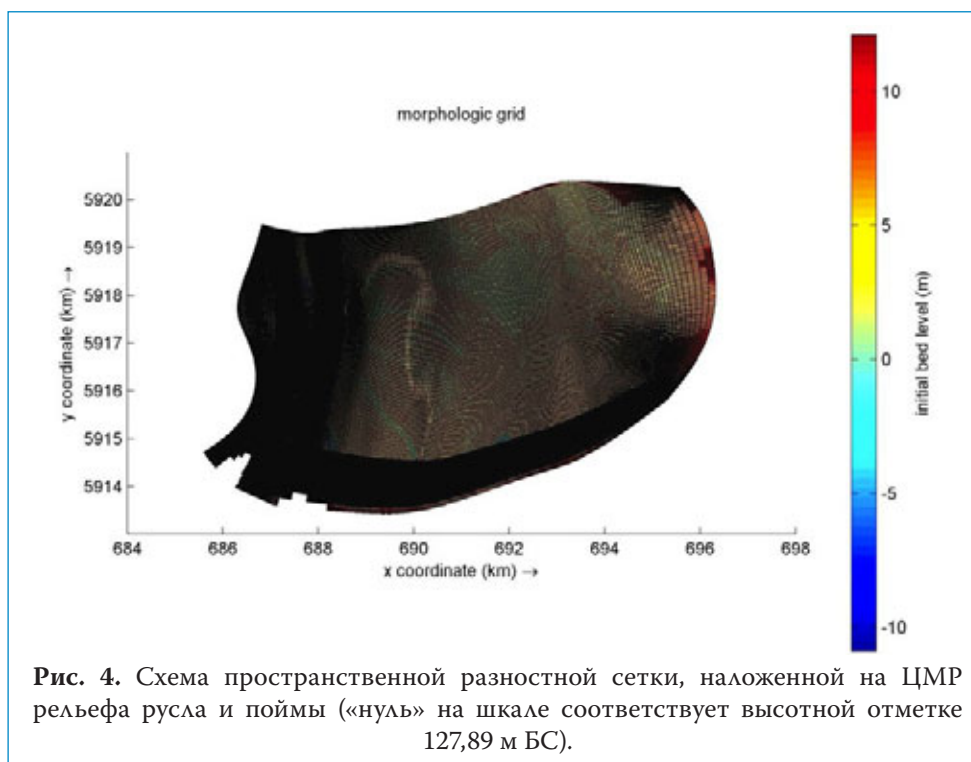 morphologic grid
10
5
0
-5
-10
initial bed level (m)
5920
5919
5918
5917
5916
5915
5914
y coordinate (km) →
684 686 688 690 692 694 696 698
x coordinate (km) →
Рис. 4. Схема пространственной разностной сетки, наложенной на ЦМР
рельефа русла и поймы («нуль» на шкале соответствует высотной отметке
127,89 м БС).